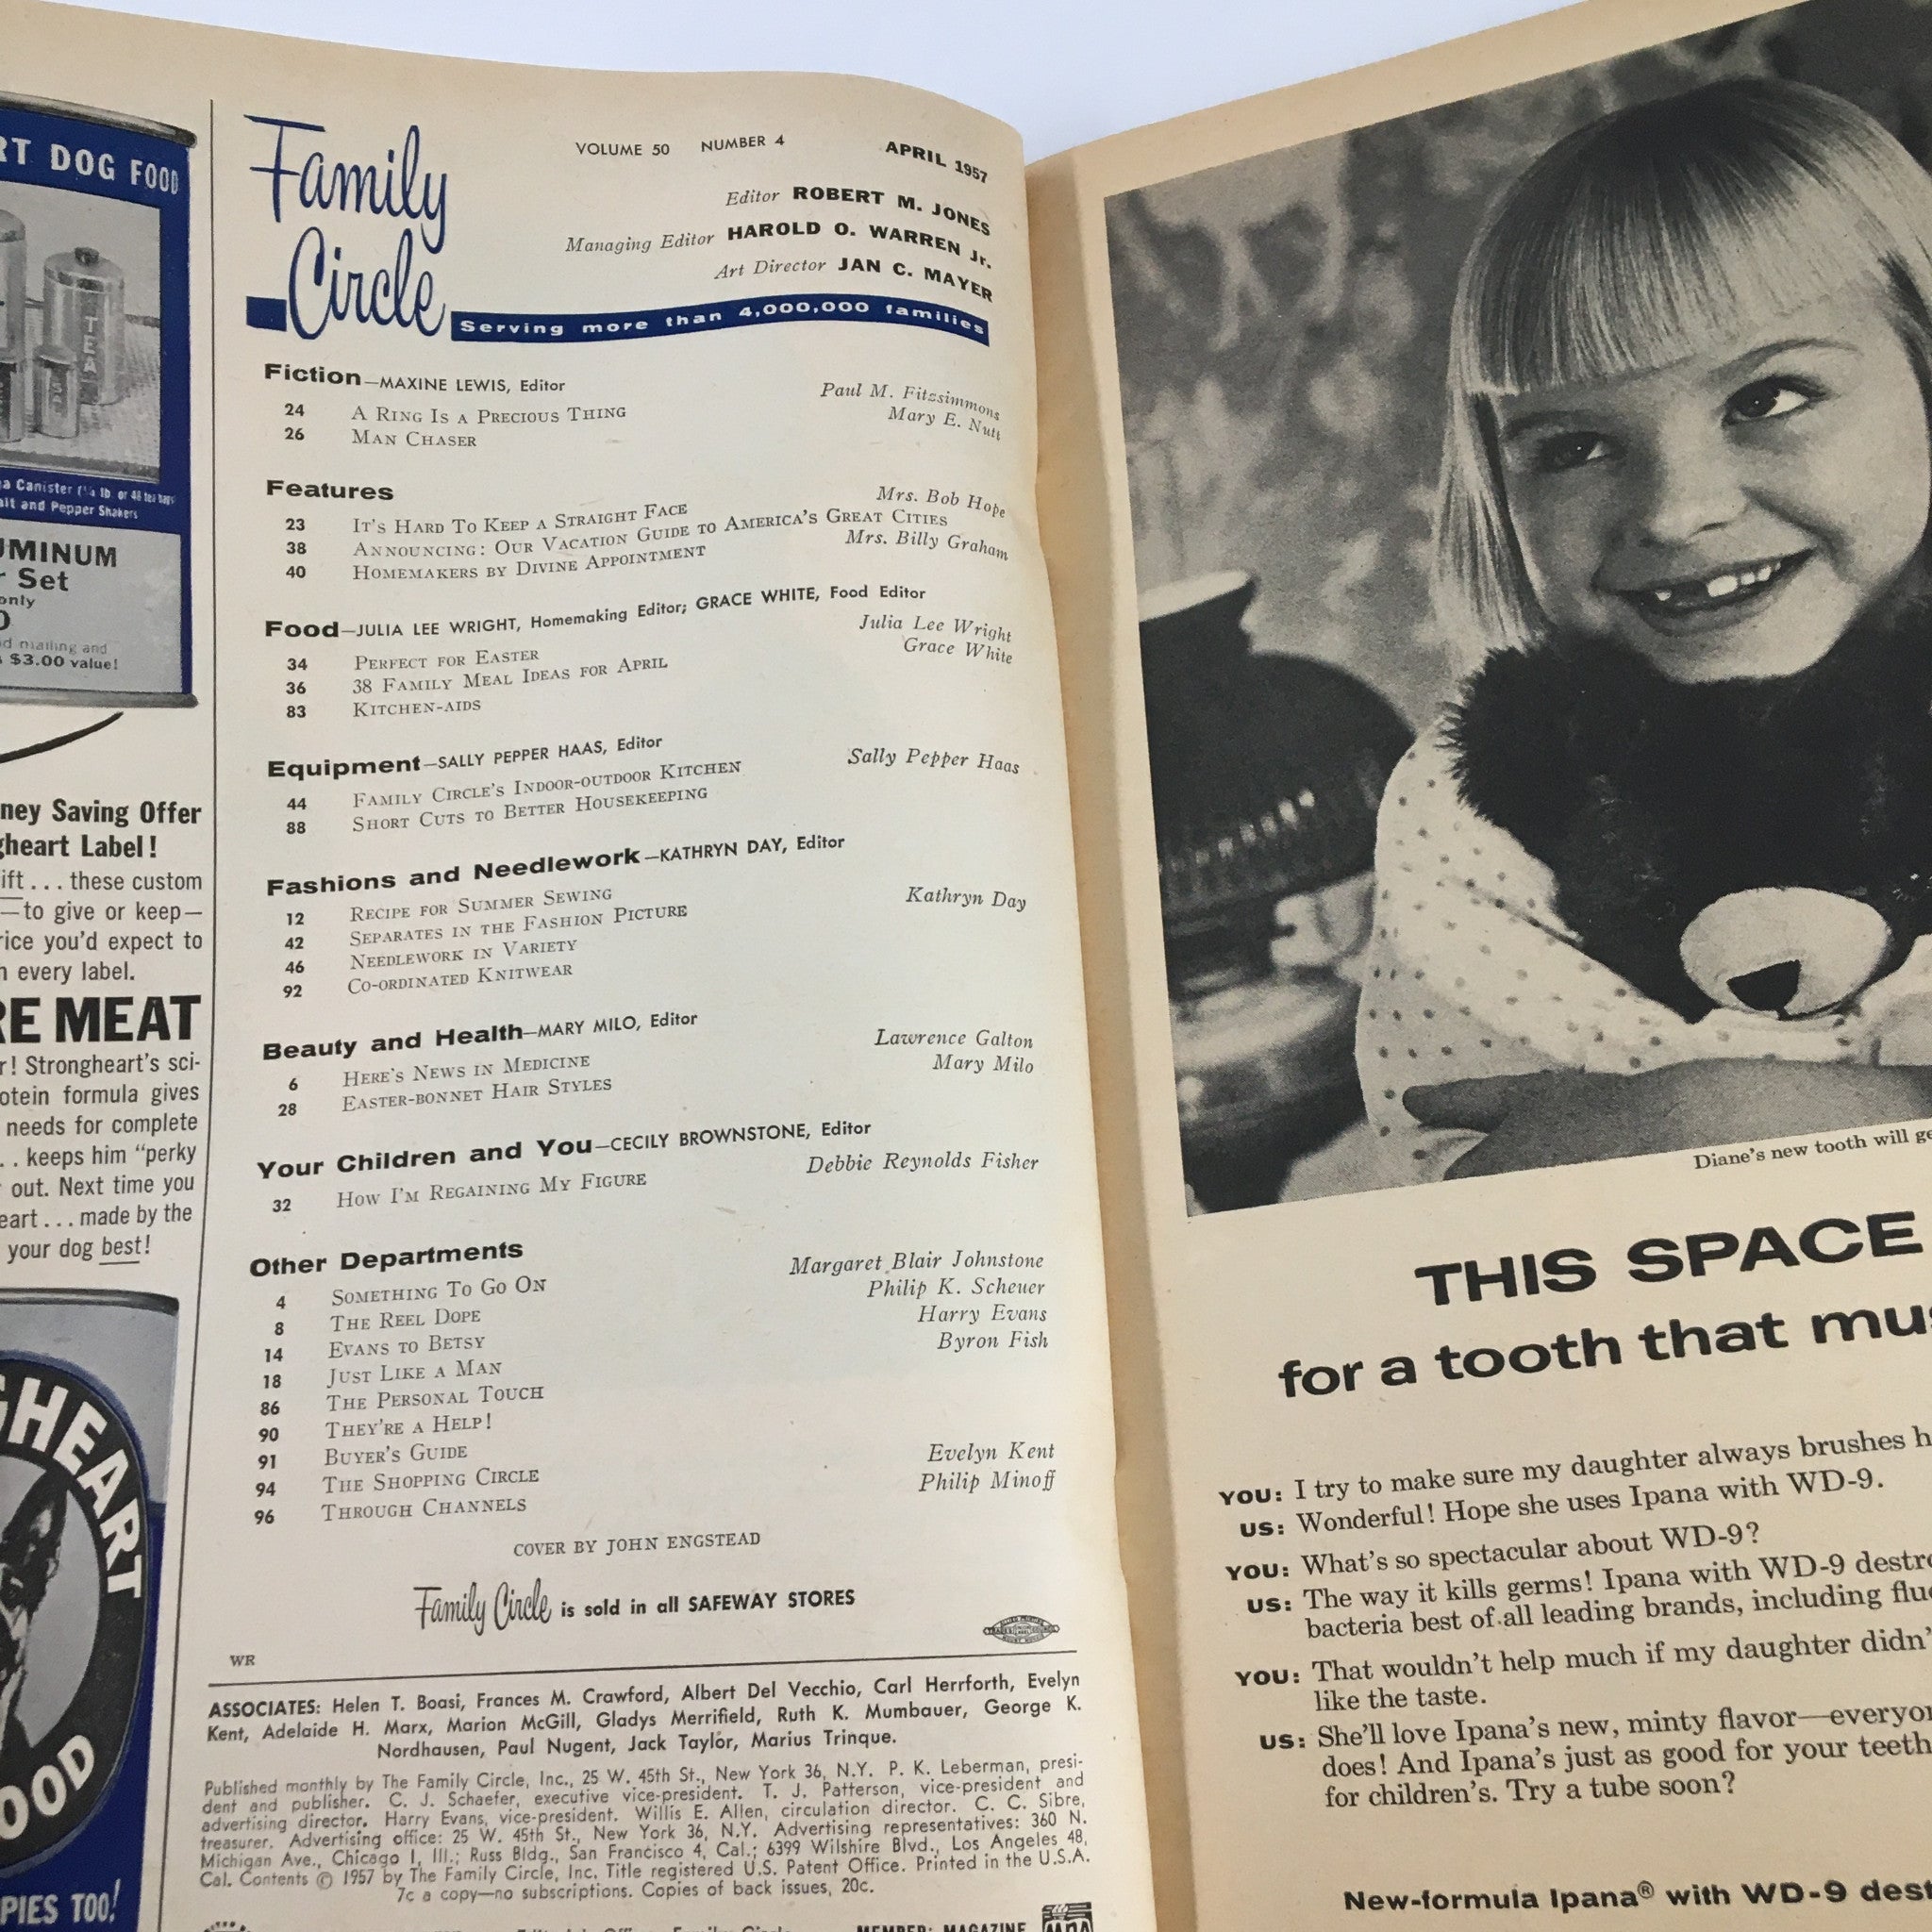 RT DOG FOOD
TEA
a Canister (¼ lb. or 48 tea bags
alt and Pepper Shakers
UMINUM
r Set
only
d mailing and
$3.00 value!
ney Saving Offer
gheart Label!
ift . . . these custom
—to give or keep—
rice you'd expect to
n every label.
RE MEAT
r! Strongheart's sci-
otein formula gives
needs for complete
. . keeps him "perky
out. Next time you
eart . . . made by the
your dog best!
GHEART
OOD
PIES TOO!
Family
Circle
VOLUME 50 NUMBER 4 APRIL 1957
Editor ROBERT M. JONES
Managing Editor HAROLD O. WARREN Jr.
Art Director JAN C. MAYER
Serving more than 4,000,000 families
Fiction—MAXINE LEWIS, Editor
24 A RING IS A PRECIOUS THING Paul M. Fitzsimmons
26 MAN CHASER Mary E. Nutt
Features
23 IT'S HARD TO KEEP A STRAIGHT FACE Mrs. Bob Hope
38 ANNOUNCING: OUR VACATION GUIDE TO AMERICA'S GREAT CITIES
40 HOMEMAKERS BY DIVINE APPOINTMENT Mrs. Billy Graham
Food—JULIA LEE WRIGHT, Homemaking Editor; GRACE WHITE, Food Editor
34 PERFECT FOR EASTER Julia Lee Wright
36 38 FAMILY MEAL IDEAS FOR APRIL Grace White
83 KITCHEN-AIDS
Equipment—SALLY PEPPER HAAS, Editor
44 FAMILY CIRCLE'S INDOOR-OUTDOOR KITCHEN Sally Pepper Haas
88 SHORT CUTS TO BETTER HOUSEKEEPING
Fashions and Needlework—KATHRYN DAY, Editor
12 RECIPE FOR SUMMER SEWING Kathryn Day
42 SEPARATES IN THE FASHION PICTURE
46 NEEDLEWORK IN VARIETY
92 CO-ORDINATED KNITWEAR
Beauty and Health—MARY MILO, Editor
6 HERE'S NEWS IN MEDICINE Lawrence Galton
28 EASTER-BONNET HAIR STYLES Mary Milo
Your Children and You—CECILY BROWNSTONE, Editor
32 HOW I'M REGAINING MY FIGURE Debbie Reynolds Fisher
Other Departments
4 SOMETHING TO GO ON Margaret Blair Johnstone
8 THE REEL DOPE Philip K. Scheuer
14 EVANS TO BETSY Harry Evans
18 JUST LIKE A MAN Byron Fish
86 THE PERSONAL TOUCH
90 THEY'RE A HELP!
91 BUYER'S GUIDE
94 THE SHOPPING CIRCLE Evelyn Kent
96 THROUGH CHANNELS Philip Minoff
COVER BY JOHN ENGSTEAD
Family Circle is sold in all SAFEWAY STORES
WR
ASSOCIATES: Helen T. Boasi, Frances M. Crawford, Albert Del Vecchio, Carl Herrforth, Evelyn
Kent, Adelaide H. Marx, Marion McGill, Gladys Merrifield, Ruth K. Mumbauer, George K.
Nordhausen, Paul Nugent, Jack Taylor, Marius Trinque.
Published monthly by The Family Circle, Inc., 25 W. 45th St., New York 36, N.Y. P. K. Leberman, presi-
dent and publisher. C. J. Schaefer, executive vice-president. T. J. Patterson, vice-president and
advertising director. Harry Evans, vice-president. Willis E. Allen, circulation director. C. C. Sibre,
treasurer. Advertising office: 25 W. 45th St., New York 36, N.Y. Advertising representatives: 360 N.
Michigan Ave., Chicago 1, Ill.; Russ Bldg., San Francisco 4, Cal.; 6399 Wilshire Blvd., Los Angeles 48,
Cal. Contents © 1957 by The Family Circle, Inc. Title registered U.S. Patent Office. Printed in the U.S.A.
7c a copy—no subscriptions. Copies of back issues, 20c.
MEMBER: MAGAZINE
Diane's new tooth will ge
THIS SPACE
for a tooth that mus
YOU: I try to make sure my daughter always brushes h
US: Wonderful! Hope she uses Ipana with WD-9.
YOU: What's so spectacular about WD-9?
US: The way it kills germs! Ipana with WD-9 destro
bacteria best of all leading brands, including fluo
YOU: That wouldn't help much if my daughter didn'
like the taste.
US: She'll love Ipana's new, minty flavor—everyon
does! And Ipana's just as good for your teeth
for children's. Try a tube soon?
New-formula Ipana® with WD-9 dest